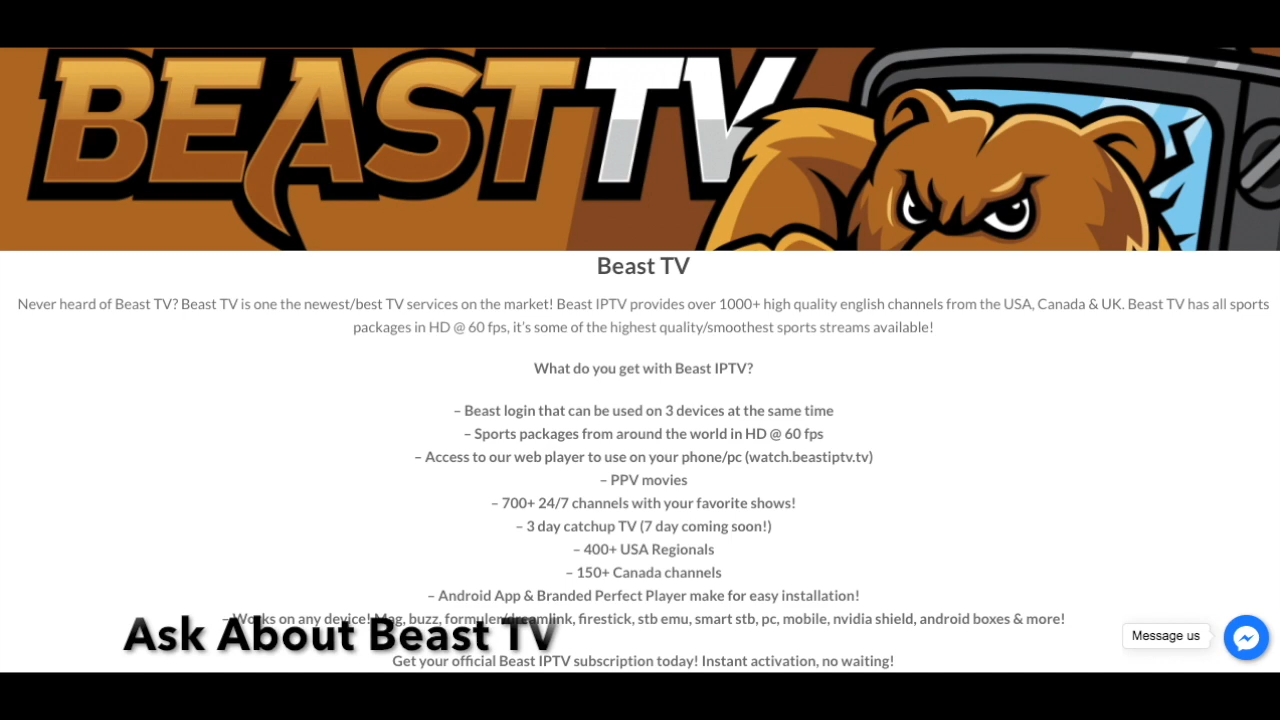 BEASTTV
Beast TV
Never heard of Beast TV? Beast TV is one the newest/best TV services on the market! Beast IPTV provides over 1000+ high quality english channels from the USA, Canada & UK. Beast TV has all sports
packages in HD @ 60 fps, it's some of the highest quality/smoothest sports streams available!
What do you get with Beast IPTV?
– Beast login that can be used on 3 devices at the same time
– Sports packages from around the world in HD @ 60 fps
– Access to our web player to use on your phone/pc (watch.beastiptv.tv)
– PPV movies
– 700+ 24/7 channels with your favorite shows!
– 3 day catchup TV (7 day coming soon!)
– 400+ USA Regionals
– 150+ Canada channels
– Android App & Branded Perfect Player make for easy installation!
– Works on any device! Mag, buzz, formuler/dreamlink, firestick, stb emu, smart stb, pc, mobile, nvidia shield, android boxes & more!
Ask About Beast TV
Message us
Get your official Beast IPTV subscription today! Instant activation, no waiting!